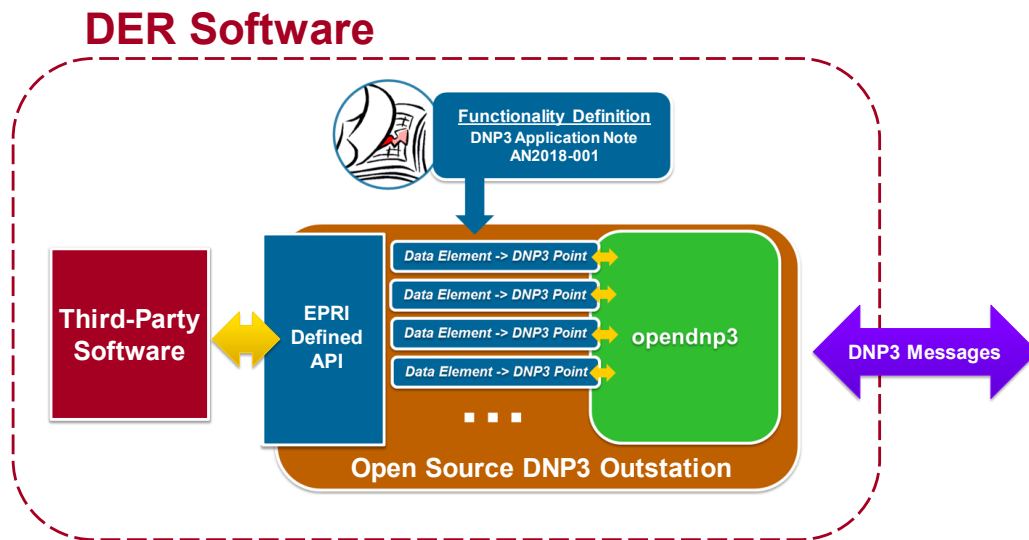 DER Software
Functionality Definition
DNP3 Application Note
AN2018-001
Third-Party
Software
EPRI
Defined
API
Data Element -> DNP3 Point
Data Element -> DNP3 Point
Data Element -> DNP3 Point
Data Element -> DNP3 Point
...
opendnp3
DNP3 Messages
Open Source DNP3 Outstation